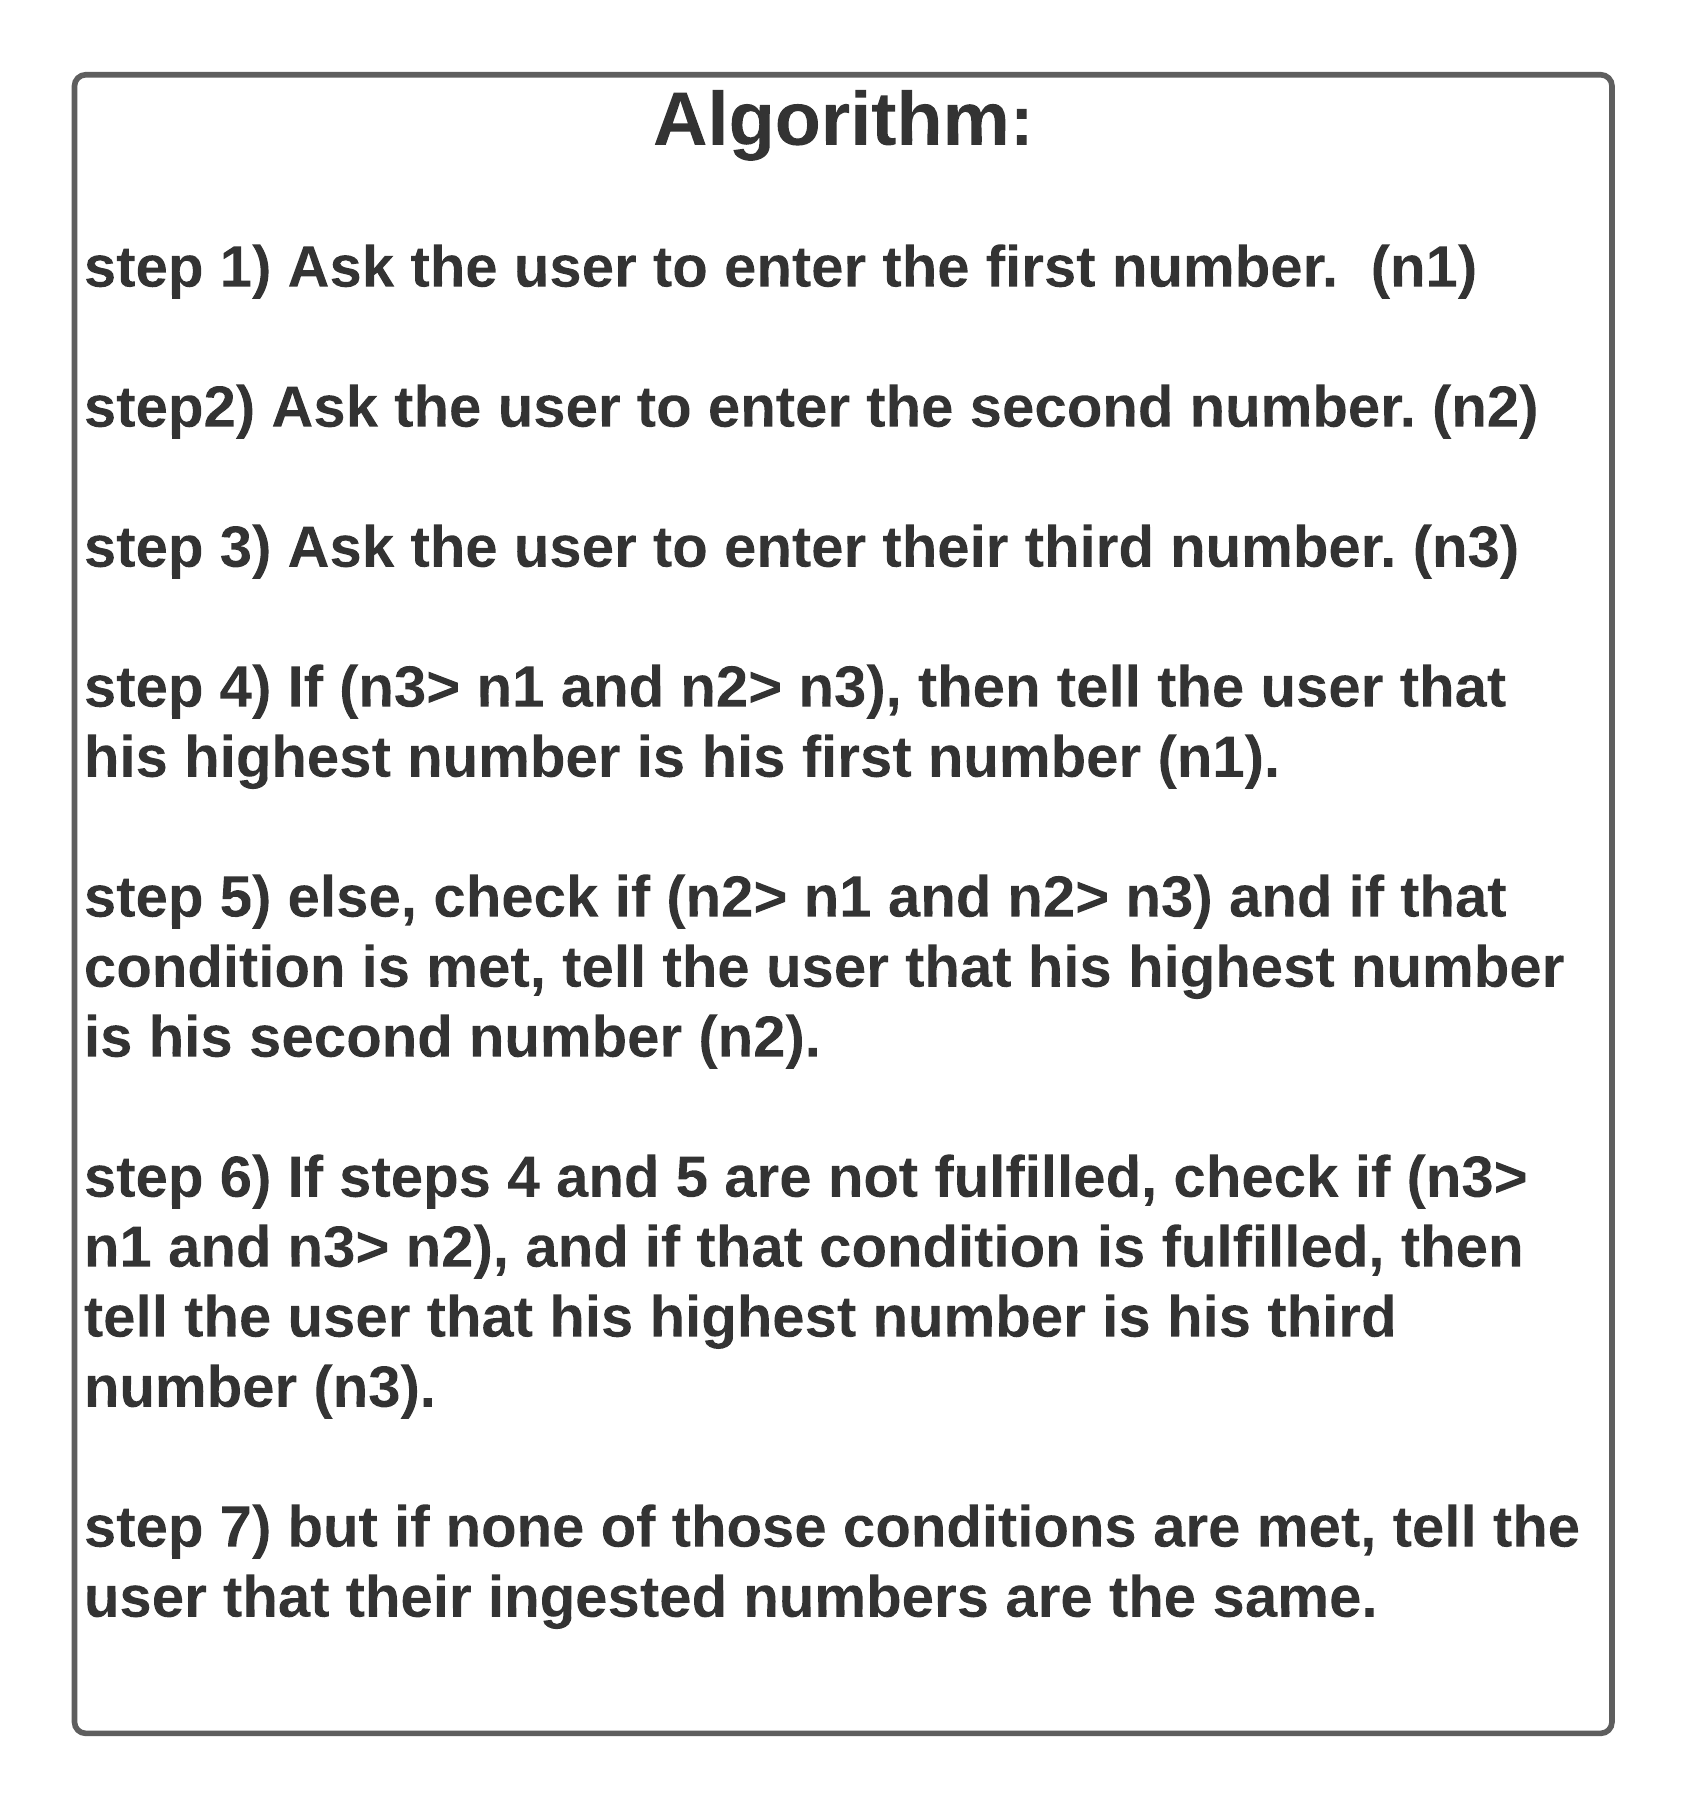 Algorithm:
step 1) Ask the user to enter the first number.  (n1)
step2) Ask the user to enter the second number. (n2)
step 3) Ask the user to enter their third number. (n3)
step 4) If (n3> n1 and n2> n3), then tell the user that
his highest number is his first number (n1).
step 5) else, check if (n2> n1 and n2> n3) and if that
condition is met, tell the user that his highest number
is his second number (n2).
step 6) If steps 4 and 5 are not fulfilled, check if (n3>
n1 and n3> n2), and if that condition is fulfilled, then
tell the user that his highest number is his third
number (n3).
step 7) but if none of those conditions are met, tell the
user that their ingested numbers are the same.